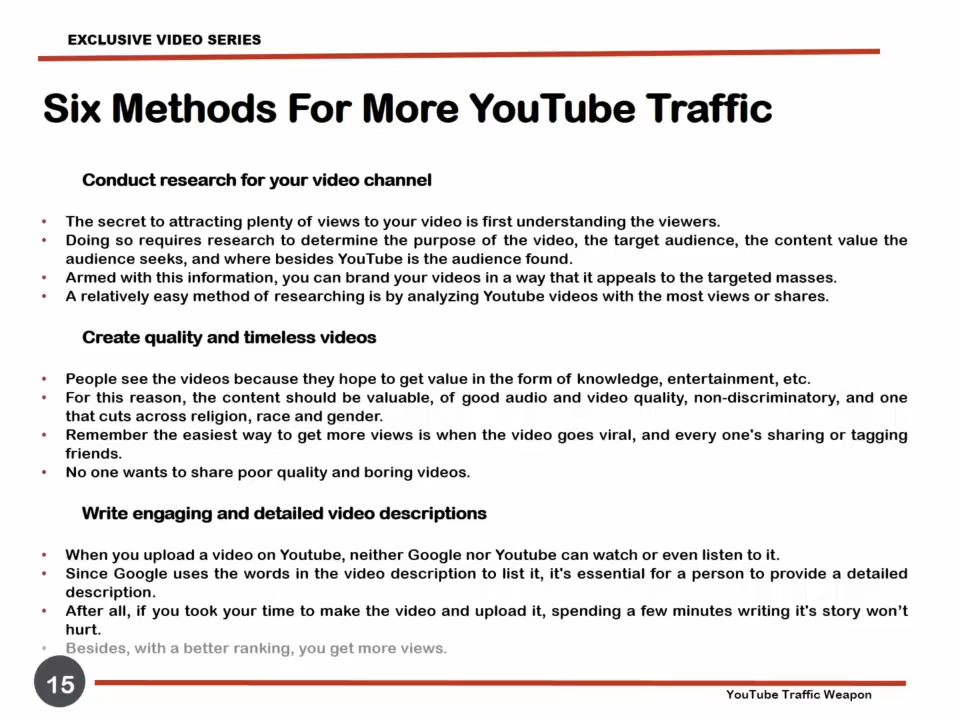 EXCLUSIVE VIDEO SERIES
Six Methods For More YouTube Traffic
Conduct research for your video channel
• The secret to attracting plenty of views to your video is first understanding the viewers.
• Doing so requires research to determine the purpose of the video, the target audience, the content value the
audience seeks, and where besides YouTube is the audience found.
• Armed with this information, you can brand your videos in a way that it appeals to the targeted masses.
• A relatively easy method of researching is by analyzing Youtube videos with the most views or shares.
Create quality and timeless videos
• People see the videos because they hope to get value in the form of knowledge, entertainment, etc.
• For this reason, the content should be valuable, of good audio and video quality, non-discriminatory, and one
that cuts across religion, race and gender.
• Remember the easiest way to get more views is when the video goes viral, and every one's sharing or tagging
friends.
• No one wants to share poor quality and boring videos.
Write engaging and detailed video descriptions
• When you upload a video on Youtube, neither Google nor Youtube can watch or even listen to it.
• Since Google uses the words in the video description to list it, it's essential for a person to provide a detailed
description.
• After all, if you took your time to make the video and upload it, spending a few minutes writing it's story won’t
hurt.
• Besides, with a better ranking, you get more views.
15
YouTube Traffic Weapon